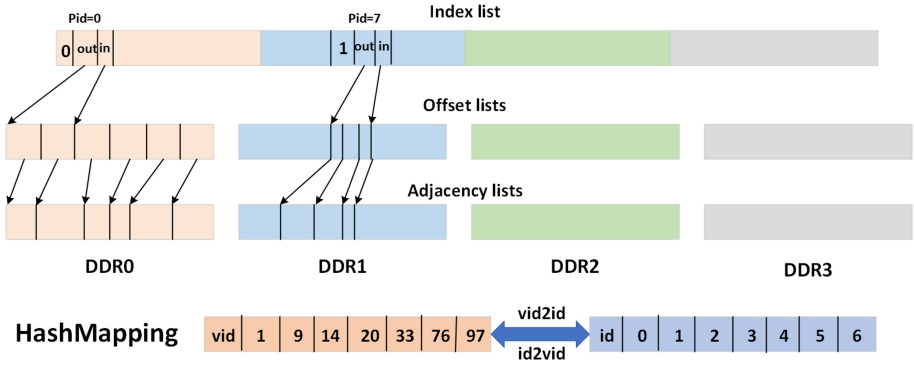 Index list
Pid=0 Pid=7
0 out in 1 out in
Offset lists
Adjacency lists
DDR0 DDR1 DDR2 DDR3
vid2id
HashMapping vid 1 9 14 20 33 76 97 id 0 1 2 3 4 5 6
id2vid